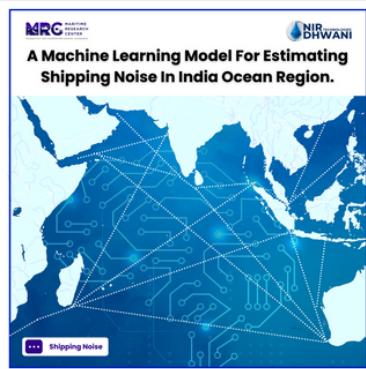 MRC MARITIME RESEARCH CENTER
NIR DHWANI
A Machine Learning Model For Estimating
Shipping Noise In India Ocean Region.
Shipping Noise